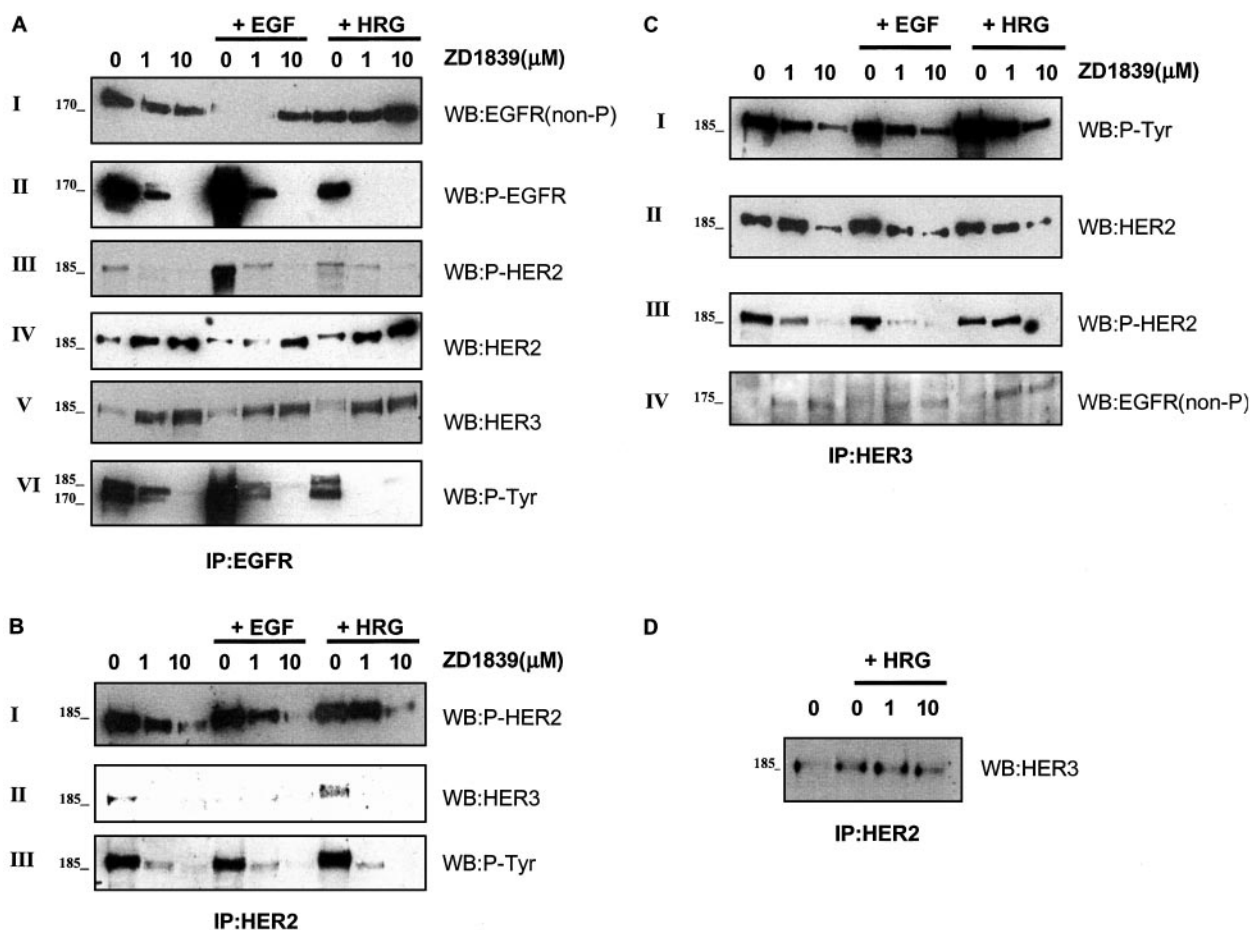 A
+ EGF + HRG
0 1 10 0 1 10 0 1 10 ZD1839(µM)
I 170_ WB:EGFR(non-P)
II 170_ WB:P-EGFR
III 185_ WB:P-HER2
IV 185_ WB:HER2
V 185_ WB:HER3
VI 185_ 170_ WB:P-Tyr
IP:EGFR
B
+ EGF + HRG
0 1 10 0 1 10 0 1 10 ZD1839(µM)
I 185_ WB:P-HER2
II 185_ WB:HER3
III 185_ WB:P-Tyr
IP:HER2
C
+ EGF + HRG
0 1 10 0 1 10 0 1 10 ZD1839(µM)
I 185_ WB:P-Tyr
II 185_ WB:HER2
III 185_ WB:P-HER2
IV 175_ WB:EGFR(non-P)
IP:HER3
D
+ HRG
0 0 1 10
185_ WB:HER3
IP:HER2